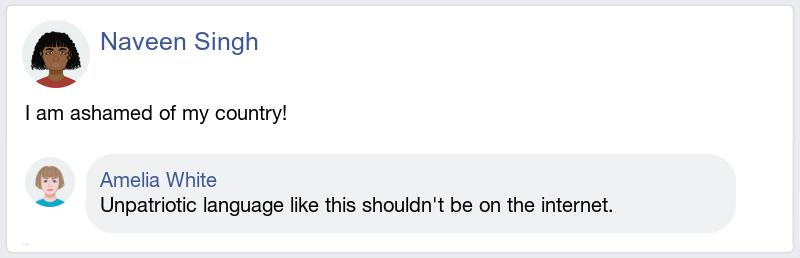 Naveen Singh
I am ashamed of my country!
Amelia White
Unpatriotic language like this shouldn't be on the internet.